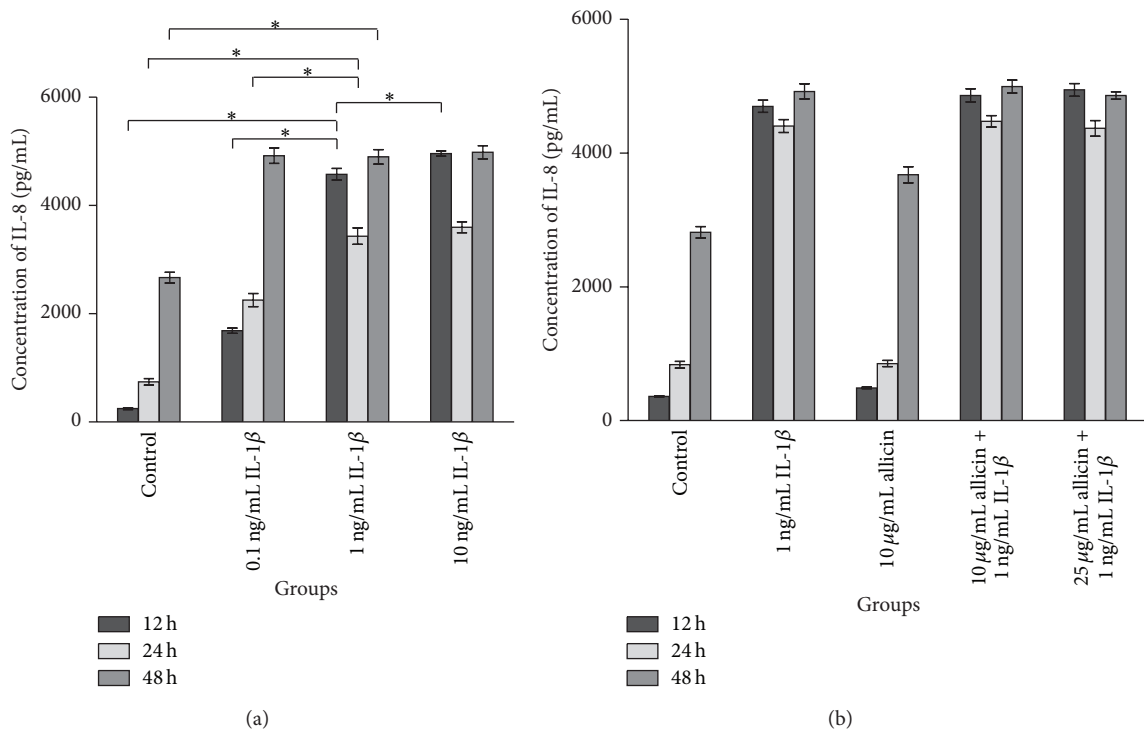 *
*
*
*
*
*
6000
4000
2000
0
Concentration of IL-8 (pg/mL)
Control
0.1 ng/mL IL-1β
1 ng/mL IL-1β
10 ng/mL IL-1β
Groups
12 h
24 h
48 h
(a)
6000
4000
2000
0
Concentration of IL-8 (pg/mL)
Control
1 ng/mL IL-1β
10 μg/mL allicin
10 μg/mL allicin +
1 ng/mL IL-1β
25 μg/mL allicin +
1 ng/mL IL-1β
Groups
12 h
24 h
48 h
(b)